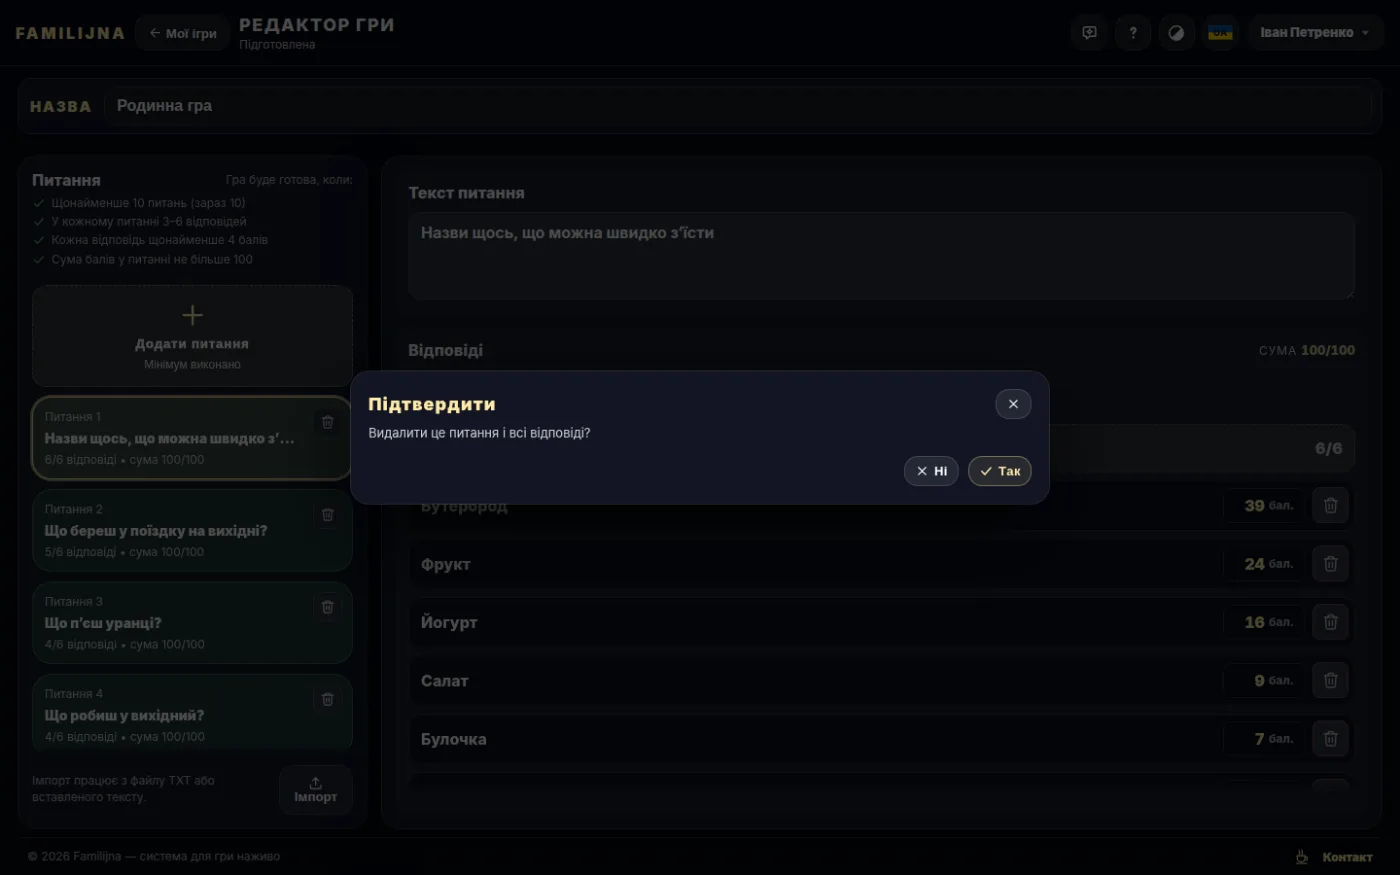 FAMILIJNA
← Мої ігри
РЕДАКТОР ГРИ
Підготовлена
?
UA
Іван Петренко
НАЗВА
Родинна гра
Питання
Гра буде готова, коли:
Щонайменше 10 питань (зараз 10)
У кожному питанні 3–6 відповідей
Кожна відповідь щонайменше 4 балів
Сума балів у питанні не більше 100
Додати питання
Мінімум виконано
Питання 1
Назви щось, що можна швидко з’...
6/6 відповіді • сума 100/100
Питання 2
Що береш у поїздку на вихідні?
5/6 відповіді • сума 100/100
Питання 3
Що п’єш уранці?
4/6 відповіді • сума 100/100
Питання 4
Що робиш у вихідний?
4/6 відповіді • сума 100/100
Імпорт працює з файлу TXT або
вставленого тексту.
Імпорт
Текст питання
Назви щось, що можна швидко з’їсти
Відповіді
СУМА 100/100
6/6
Підтвердити
Видалити це питання і всі відповіді?
Ні
Так
Бутерброд
39 бал.
Фрукт
24 бал.
Йогурт
16 бал.
Салат
9 бал.
Булочка
7 бал.
© 2026 Familijna — система для гри наживо
Контакт